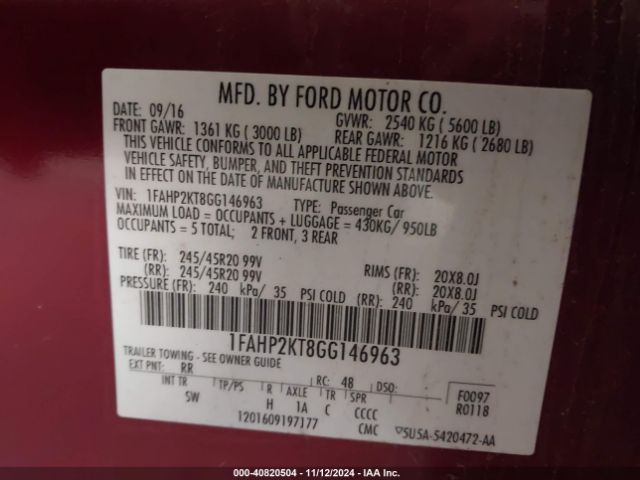 MFD. BY FORD MOTOR CO.
DATE: 09/16 GVWR: 2540 KG ( 5600 LB)
FRONT GAWR: 1361 KG ( 3000 LB) REAR GAWR: 1216 KG ( 2680 LB)
THIS VEHICLE CONFORMS TO ALL APPLICABLE FEDERAL MOTOR
VEHICLE SAFETY, BUMPER, AND THEFT PREVENTION STANDARDS
IN EFFECT ON THE DATE OF MANUFACTURE SHOWN ABOVE.
VIN: 1FAHP2KT8GG146963 TYPE: Passenger Car
MAXIMUM LOAD = OCCUPANTS + LUGGAGE = 430KG/ 950LB
OCCUPANTS = 5 TOTAL; 2 FRONT, 3 REAR
TIRE (FR): 245/45R20 99V RIMS (FR): 20X8.0J
(RR): 245/45R20 99V (RR): 20X8.0J
PRESSURE (FR): 240 kPa/ 35 PSI COLD (RR): 240 kPa/ 35 PSI COLD
1FAHP2KT8GG146963
TRAILER TOWING - SEE OWNER GUIDE
EXT PNT: RR RC: 48 DSO: F0097
INT TR TP/PS R AXLE TR SPR R0118
SW H 1A C CCCC
1201609197177 CMC ▽SU5A-5420472-AA
000-40820504 - 11/12/2024 - IAA Inc.